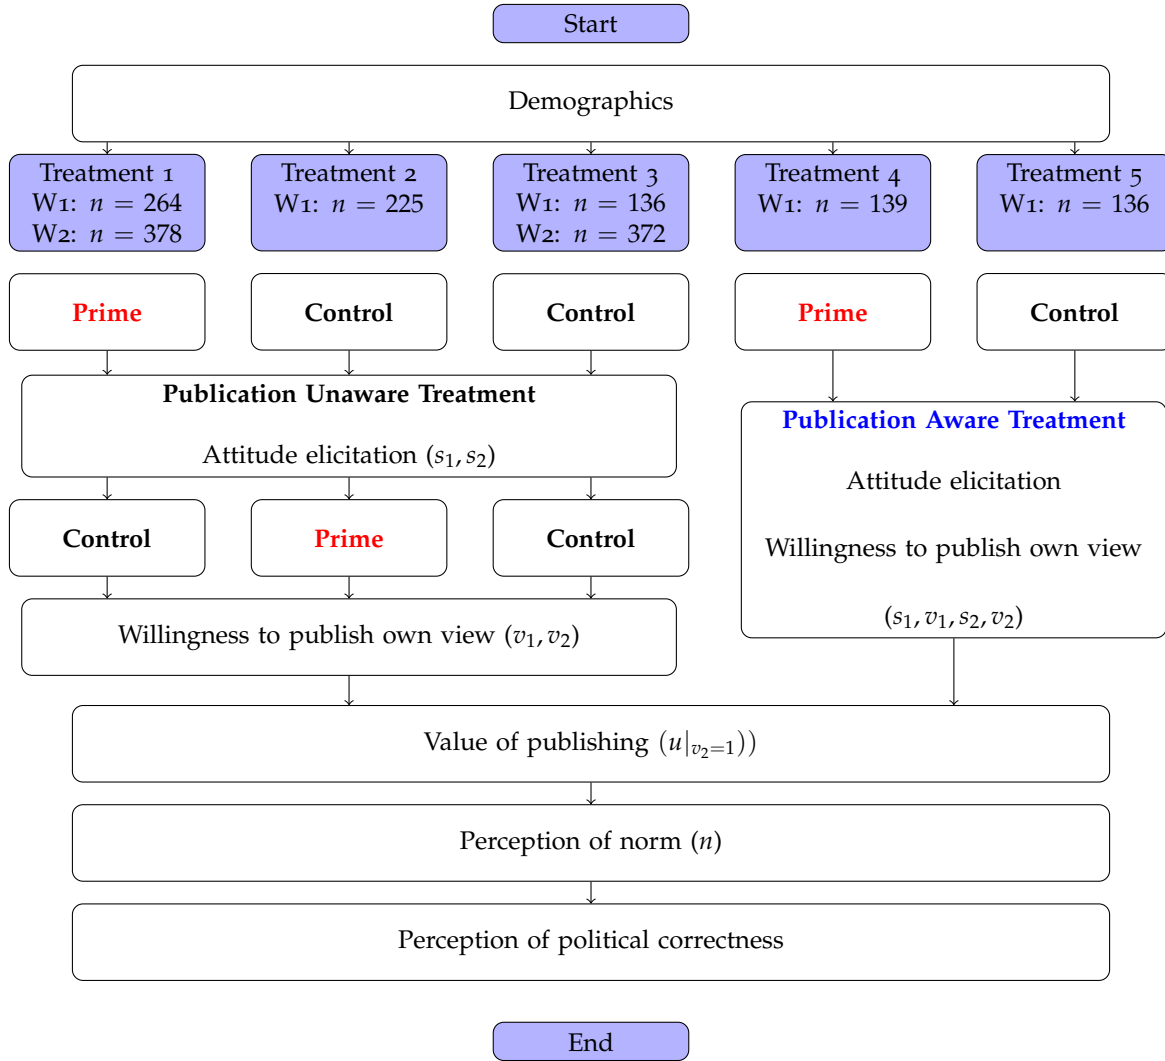 Start
Demographics
Treatment 1
W1: n = 264
W2: n = 378
Treatment 2
W1: n = 225
Treatment 3
W1: n = 136
W2: n = 372
Treatment 4
W1: n = 139
Treatment 5
W1: n = 136
Prime
Control
Control
Prime
Control
Publication Unaware Treatment
Attitude elicitation (s₁, s₂)
Publication Aware Treatment
Attitude elicitation
Willingness to publish own view
(s₁, v₁, s₂, v₂)
Control
Prime
Control
Willingness to publish own view (v₁, v₂)
Value of publishing (u|ᵥ₂₌₁))
Perception of norm (n)
Perception of political correctness
End